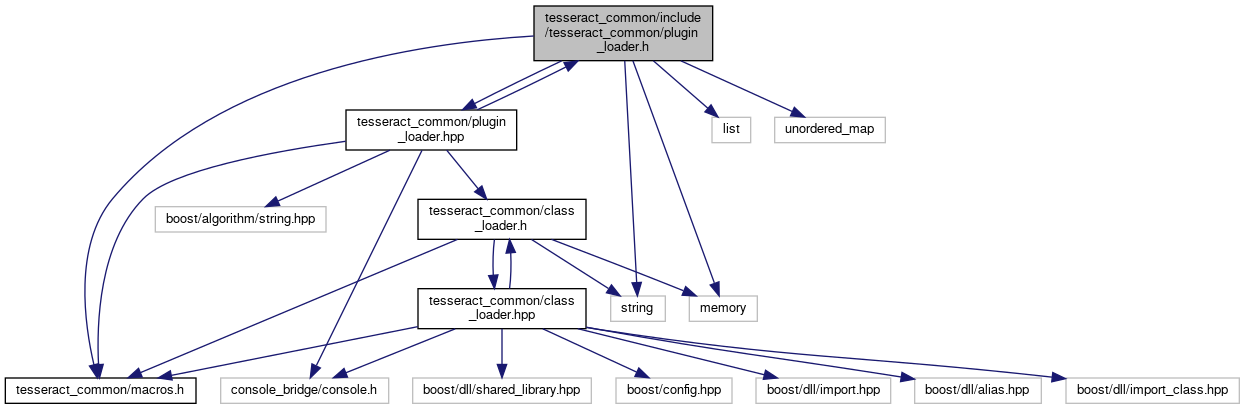 tesseract_common/include
/tesseract_common/plugin
_loader.h
tesseract_common/plugin
_loader.hpp
list
unordered_map
boost/algorithm/string.hpp
tesseract_common/class
_loader.h
tesseract_common/class
_loader.hpp
string
memory
tesseract_common/macros.h
console_bridge/console.h
boost/dll/shared_library.hpp
boost/config.hpp
boost/dll/import.hpp
boost/dll/alias.hpp
boost/dll/import_class.hpp